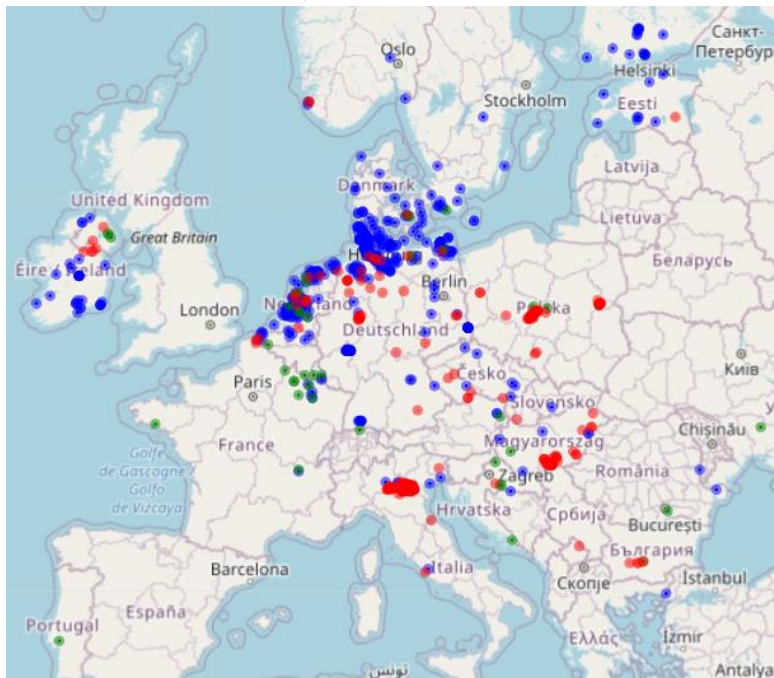 Санкт-
Петербург
Oslo
Helsinki
Stockholm
Eesti
Latvija
Danmark
United Kingdom
Lietuva
Great Britain
Беларусь
Éire / Ireland
Berlin
London
Polska
Deutschland
Київ
Paris
Česko
Slovensko
Chișinău
Magyarország
France
Golfe
de Gascogne /
Golfo
de Vizcaya
Zagreb
România
Hrvatska
Србија
București
България
Barcelona
Italia
Скопје
İstanbul
España
Portugal
Ελλάς
İzmir
تونس
Antalya